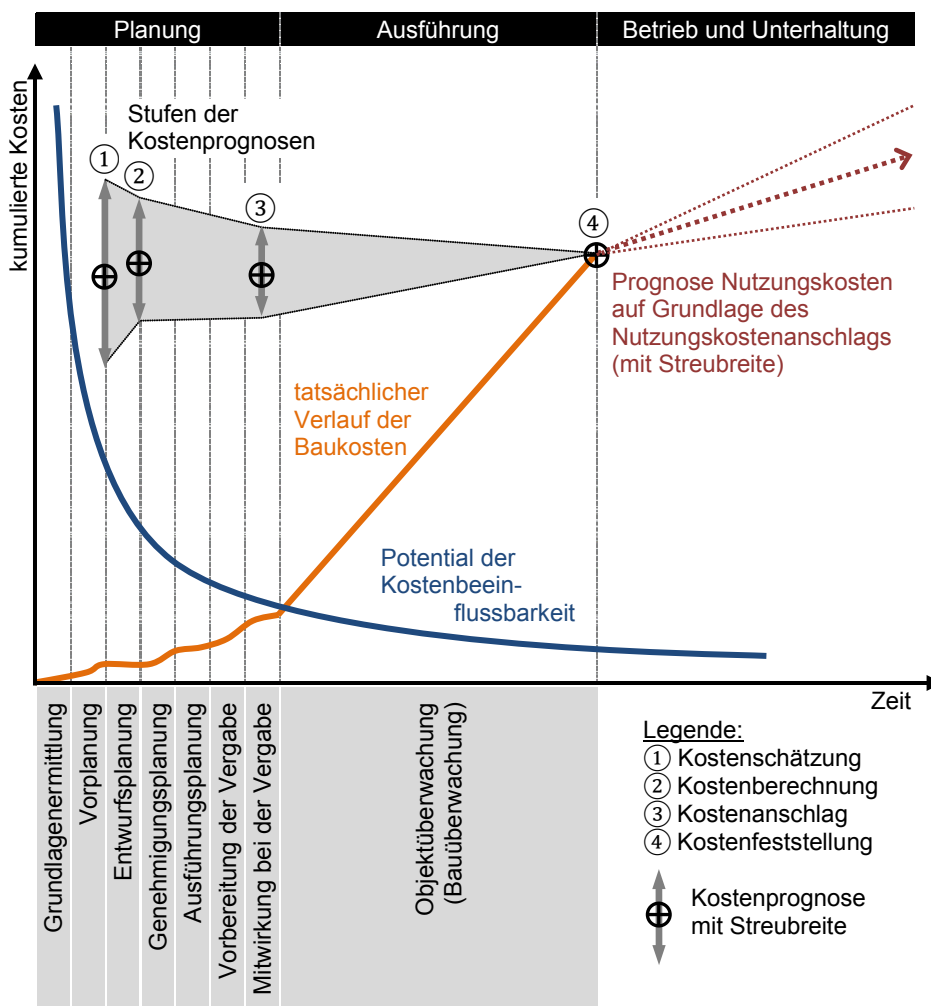 Planung
Ausführung
Betrieb und Unterhaltung
kumulierte Kosten
Stufen der
Kostenprognosen
1
2
3
4
Prognose Nutzungskosten
auf Grundlage des
Nutzungskostenanschlags
(mit Streubreite)
tatsächlicher
Verlauf der
Baukosten
Potential der
Kostenbeein-
flussbarkeit
Zeit
Grundlagenermittlung
Vorplanung
Entwurfsplanung
Genehmigungsplanung
Ausführungsplanung
Vorbereitung der Vergabe
Mitwirkung bei der Vergabe
Objektüberwachung
(Bauüberwachung)
Legende:
1 Kostenschätzung
2 Kostenberechnung
3 Kostenanschlag
4 Kostenfeststellung
Kostenprognose
mit Streubreite